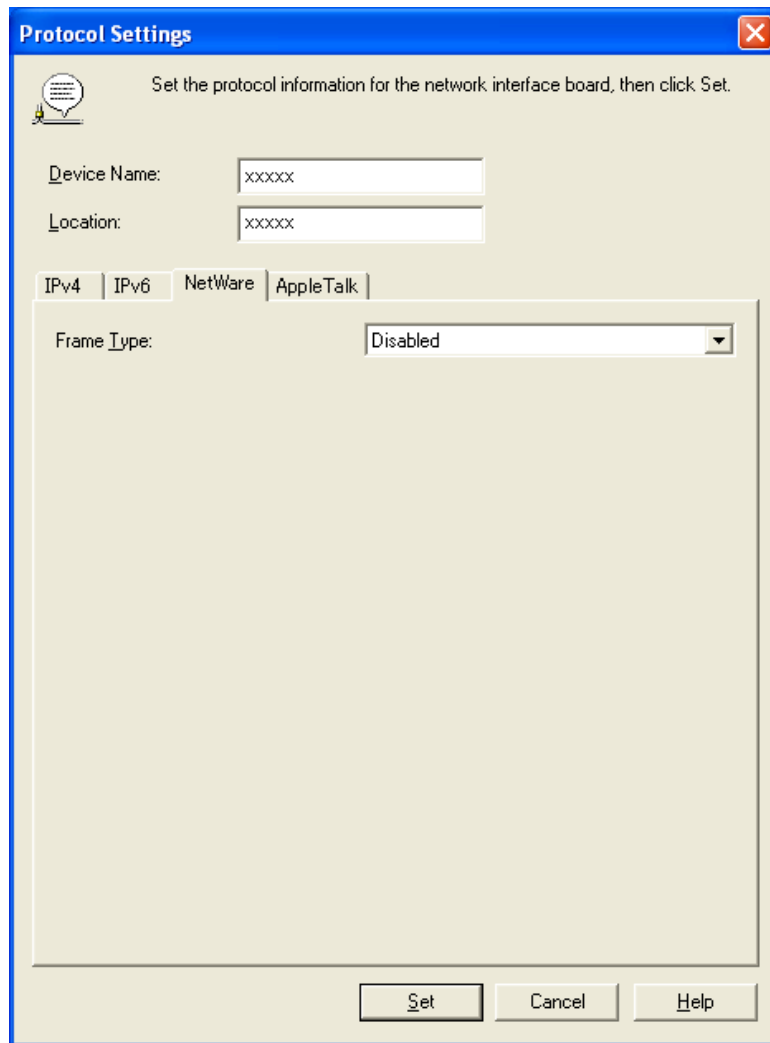 Protocol Settings
Set the protocol information for the network interface board, then click Set.
Device Name: xxxxx
Location: xxxxx
IPv4 IPv6 NetWare AppleTalk
Frame Type: Disabled
Set Cancel Help